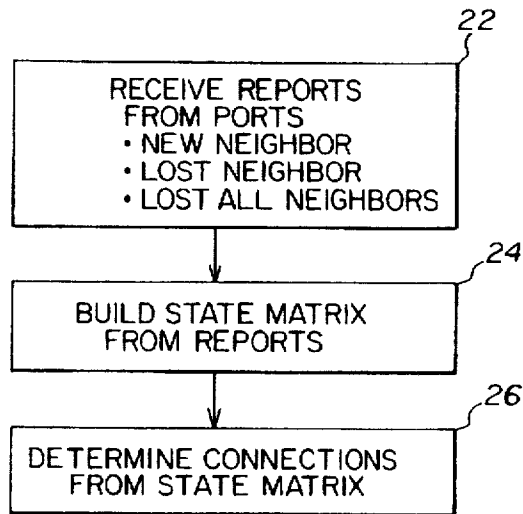 22
RECEIVE REPORTS
FROM PORTS
• NEW NEIGHBOR
• LOST NEIGHBOR
• LOST ALL NEIGHBORS
24
BUILD STATE MATRIX
FROM REPORTS
26
DETERMINE CONNECTIONS
FROM STATE MATRIX